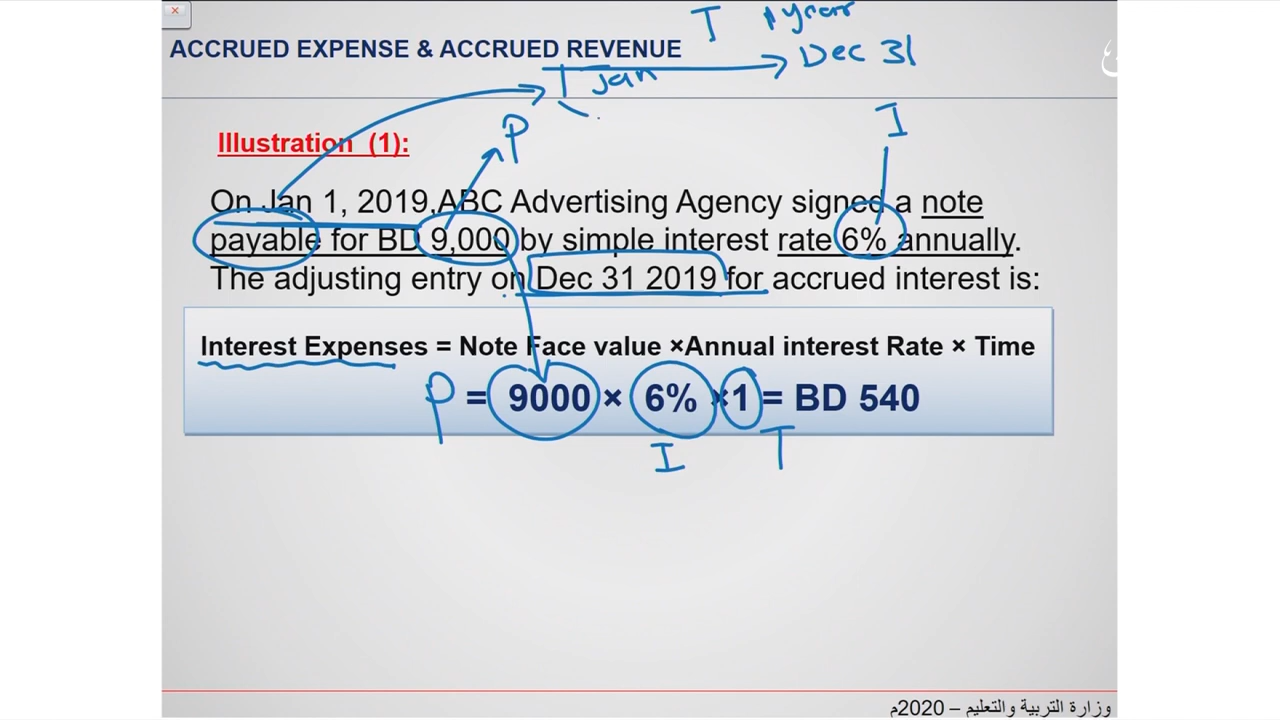 T 1 year
ACCRUED EXPENSE & ACCRUED REVENUE
Dec 31
1 Jan
P
I
Illustration (1):
On Jan 1, 2019,ABC Advertising Agency signed a note
payable for BD 9,000 by simple interest rate 6% annually.
The adjusting entry on Dec 31 2019 for accrued interest is:
Interest Expenses = Note Face value ×Annual interest Rate × Time
P = 9000 × 6% ×1 = BD 540
I T
وزارة التربية والتعليم – 2020م